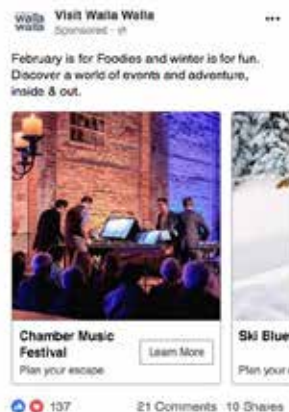 walla walla
Visit Walla Walla
Sponsored ·
February is for Foodies and winter is for fun.
Discover a world of events and adventure,
inside & out.
Chamber Music
Festival
Learn More
Plan your escape
Ski Blue
Plan your
137
21 Comments 10 Shares